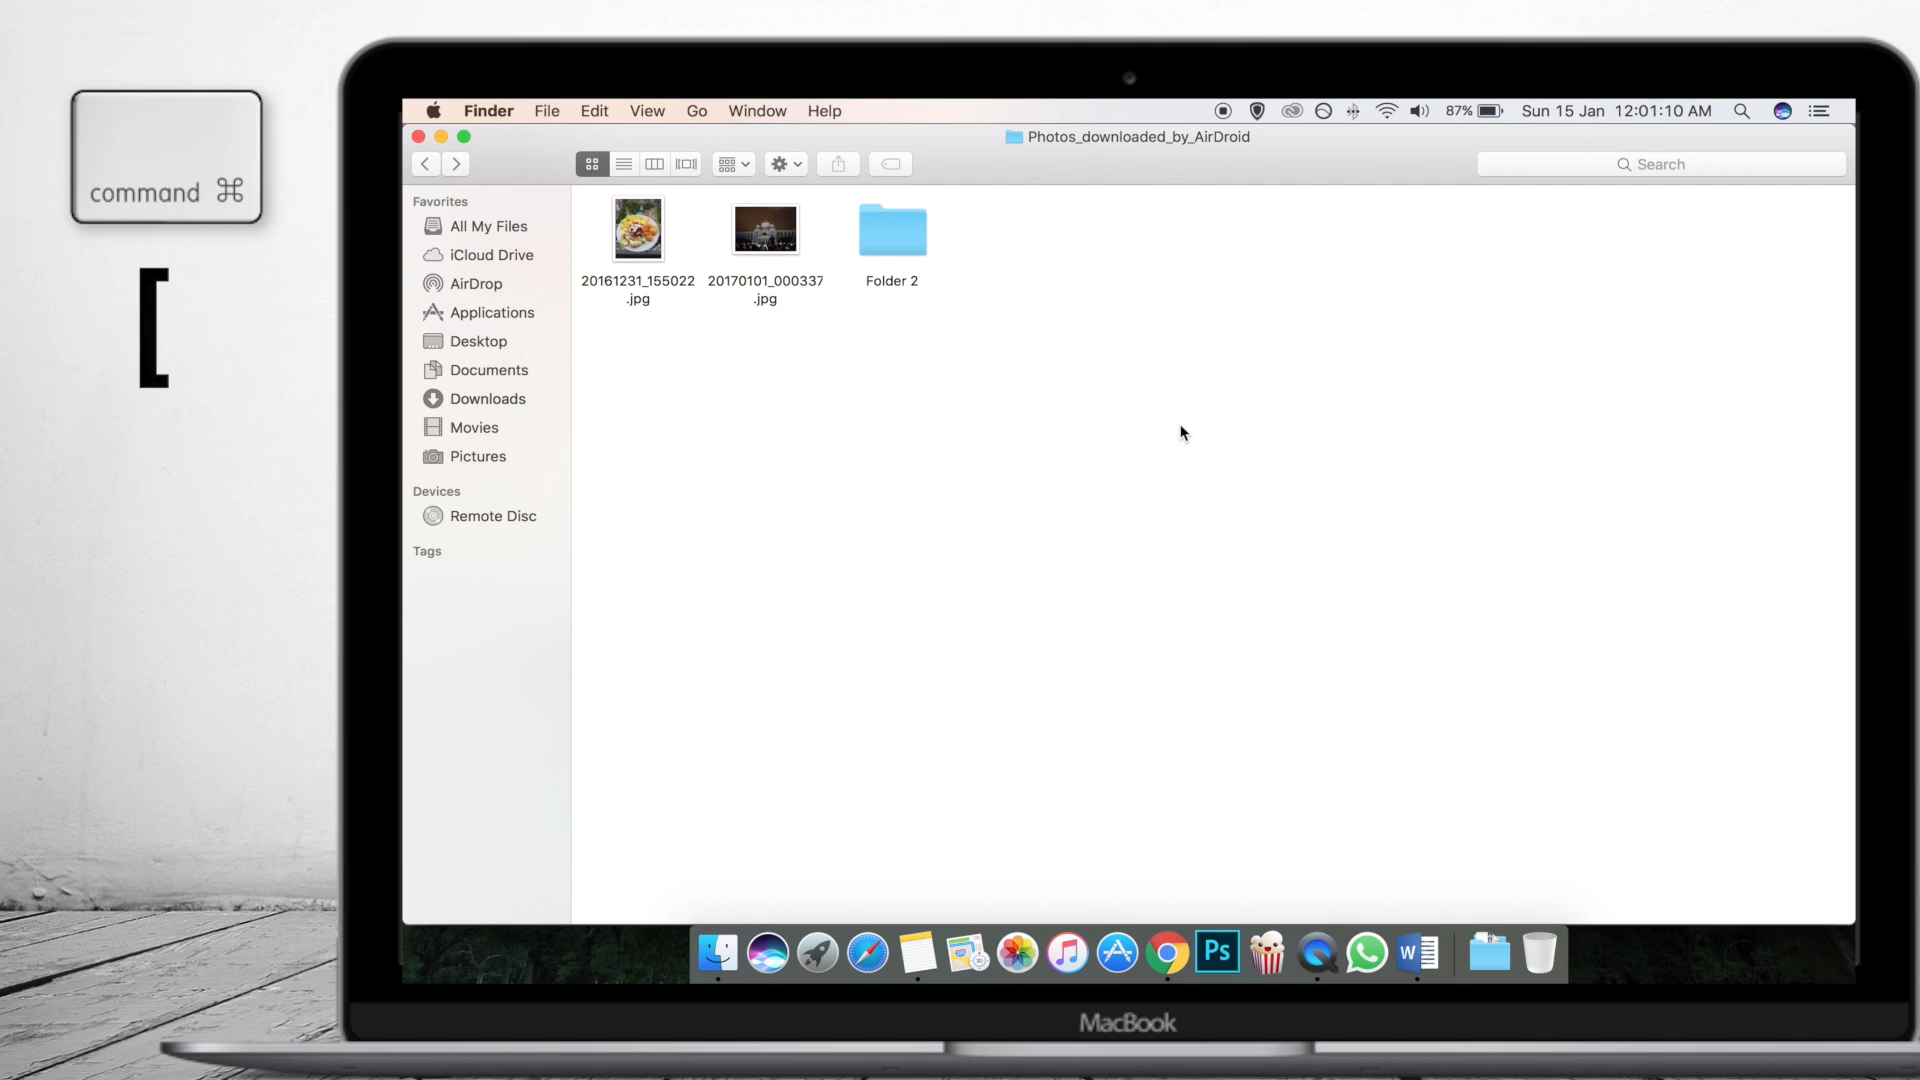 command ⌘
[
Finder File Edit View Go Window Help 87% Sun 15 Jan 12:01:10 AM
Photos_downloaded_by_AirDroid
Search
Favorites
All My Files
iCloud Drive
AirDrop
Applications
Desktop
Documents
Downloads
Movies
Pictures
Devices
Remote Disc
Tags
20161231_155022
.jpg
20170101_000337
.jpg
Folder 2
Ps
W
MacBook